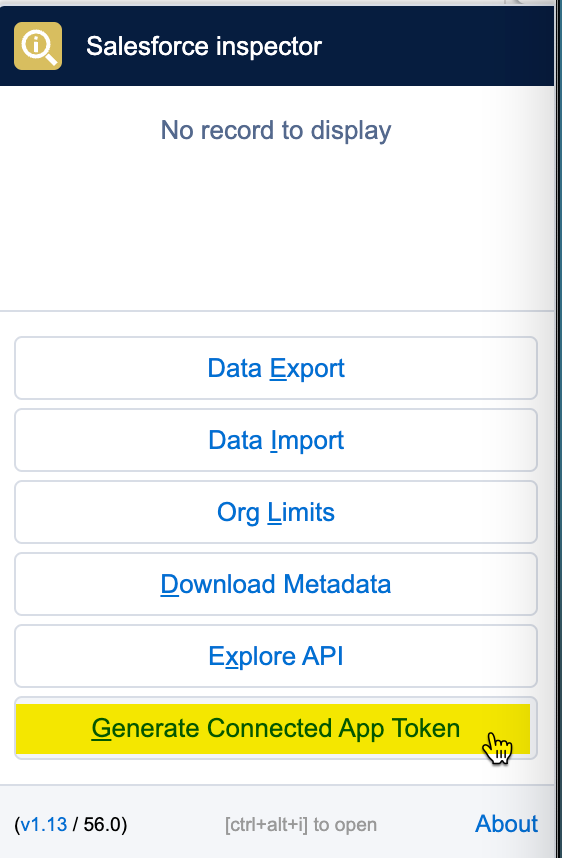 Salesforce inspector
No record to display
Data Export
Data Import
Org Limits
Download Metadata
Explore API
Generate Connected App Token
(v1.13 / 56.0) [ctrl+alt+i] to open About